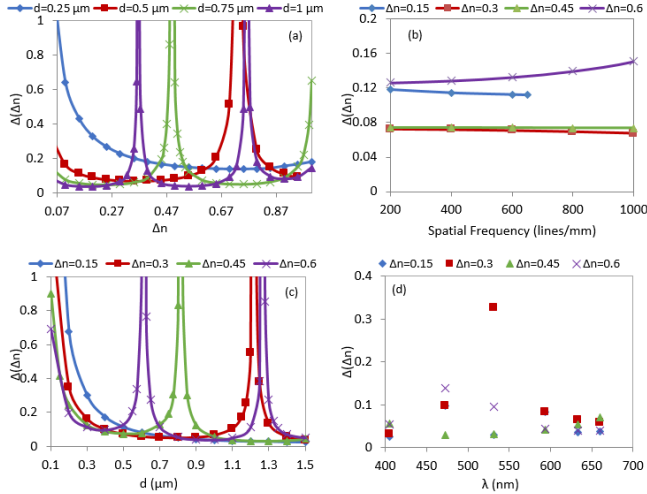 d=0.25 μm d=0.5 μm d=0.75 μm d=1 μm
(a)
Δ(Δn)
1
0.8
0.6
0.4
0.2
0
0.07 0.27 0.47 0.67 0.87
Δn
Δn=0.15 Δn=0.3 Δn=0.45 Δn=0.6
(b)
Δ(Δn)
0.2
0.16
0.12
0.08
0.04
0
200 400 600 800 1000
Spatial Frequency (lines/mm)
Δn=0.15 Δn=0.3 Δn=0.45 Δn=0.6
(c)
Δ(Δn)
1
0.8
0.6
0.4
0.2
0
0.1 0.3 0.5 0.7 0.9 1.1 1.3 1.5
d (μm)
Δn=0.15 Δn=0.3 Δn=0.45 Δn=0.6
(d)
Δ(Δn)
0.4
0.3
0.2
0.1
0
400 450 500 550 600 650 700
λ (nm)